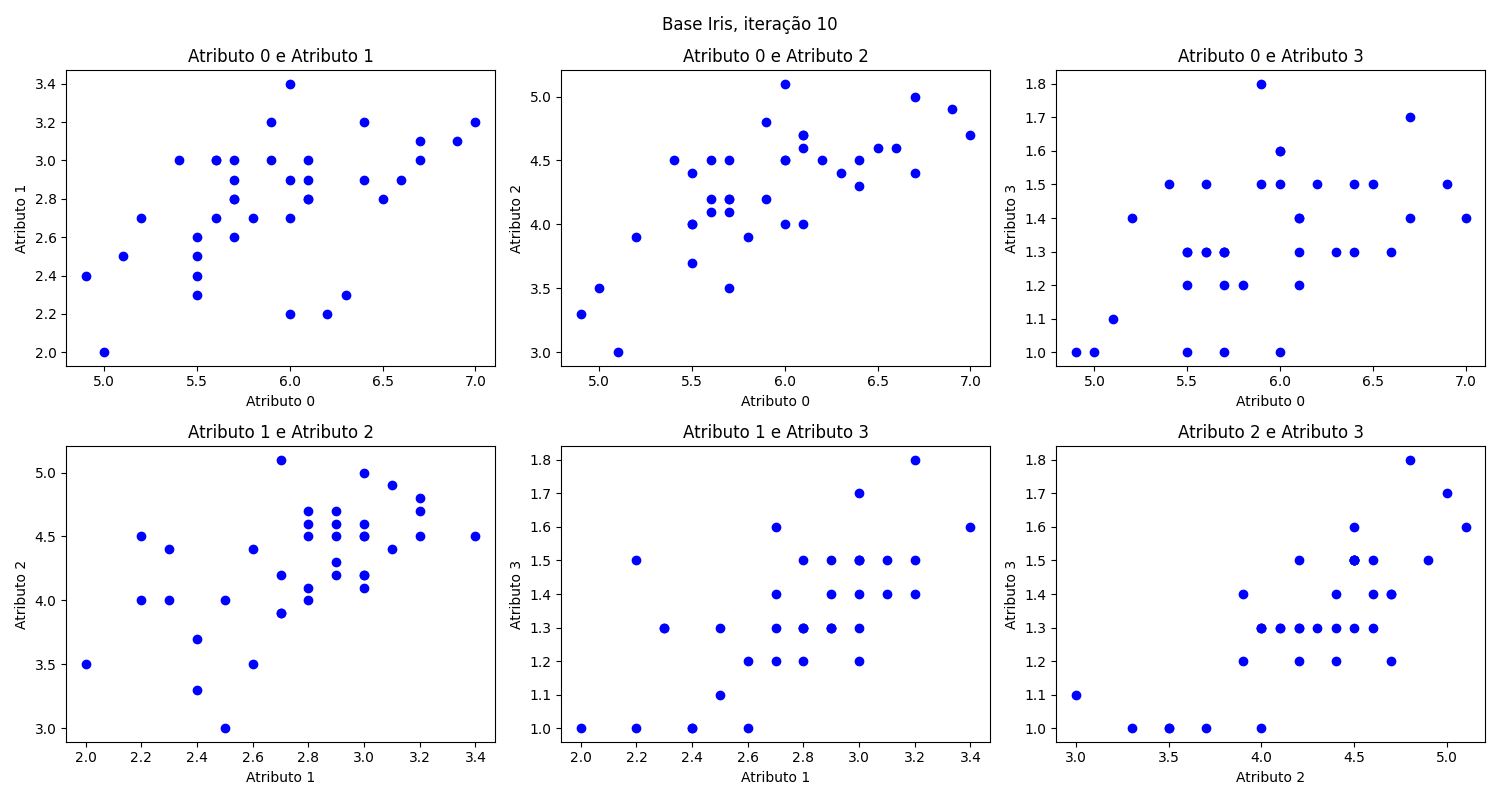 Base Iris, iteração 10
Atributo 0 e Atributo 1
3.4
3.2
3.0
2.8
2.6
2.4
2.2
2.0
Atributo 1
5.0 5.5 6.0 6.5 7.0
Atributo 0
Atributo 0 e Atributo 2
5.0
4.5
4.0
3.5
3.0
Atributo 2
5.0 5.5 6.0 6.5 7.0
Atributo 0
Atributo 0 e Atributo 3
1.8
1.7
1.6
1.5
1.4
1.3
1.2
1.1
1.0
Atributo 3
5.0 5.5 6.0 6.5 7.0
Atributo 0
Atributo 1 e Atributo 2
5.0
4.5
4.0
3.5
3.0
Atributo 2
2.0 2.2 2.4 2.6 2.8 3.0 3.2 3.4
Atributo 1
Atributo 1 e Atributo 3
1.8
1.7
1.6
1.5
1.4
1.3
1.2
1.1
1.0
Atributo 3
2.0 2.2 2.4 2.6 2.8 3.0 3.2 3.4
Atributo 1
Atributo 2 e Atributo 3
1.8
1.7
1.6
1.5
1.4
1.3
1.2
1.1
1.0
Atributo 3
3.0 3.5 4.0 4.5 5.0
Atributo 2